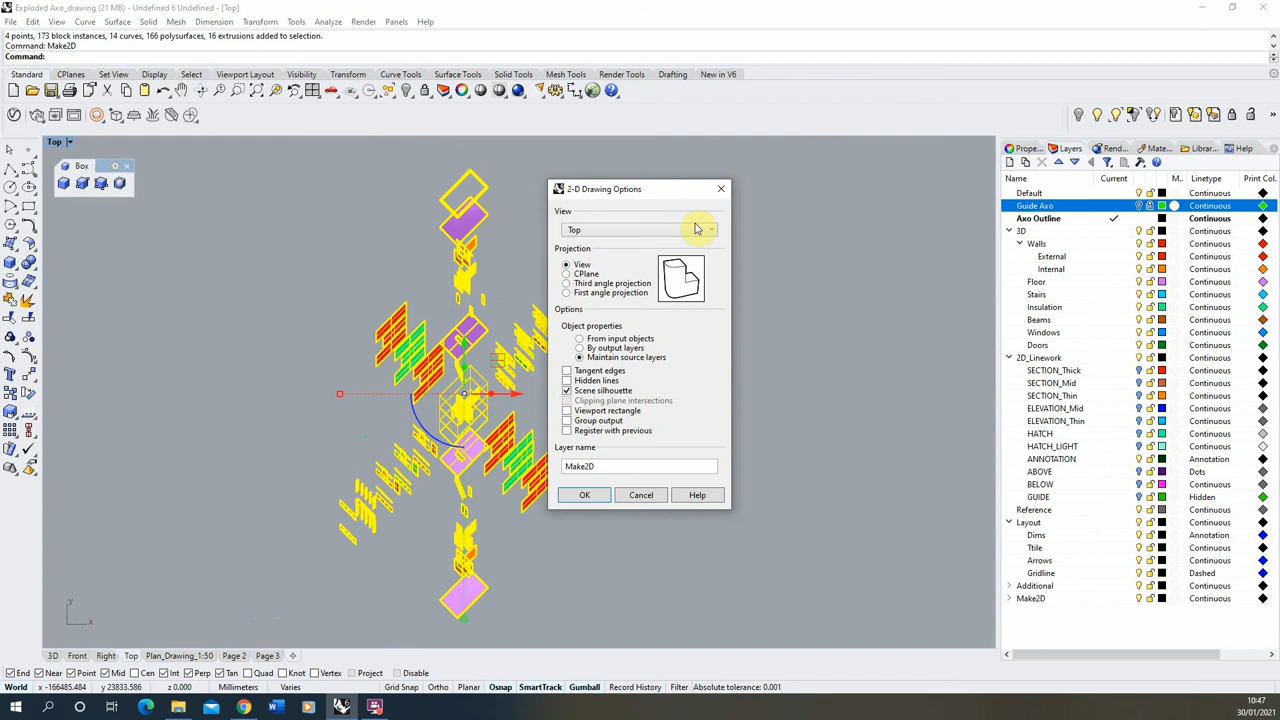 Exploded Axo_drawing (21 MB) - Undefined 6 Undefined - [Top]
File Edit View Curve Surface Solid Mesh Dimension Transform Tools Analyze Render Panels Help
4 points, 173 block instances, 14 curves, 166 polysurfaces, 16 extrusions added to selection.
Command: Make2D
Command:
Standard CPlanes Set View Display Select Viewport Layout Visibility Transform Curve Tools Surface Tools Solid Tools Mesh Tools Render Tools Drafting New in V6
Top
Box
2-D Drawing Options
View
Top
Projection
View
CPlane
Third angle projection
First angle projection
Options
Object properties
From input objects
By output layers
Maintain source layers
Tangent edges
Hidden lines
Scene silhouette
Clipping plane intersections
Viewport rectangle
Group output
Register with previous
Layer name
Make2D
OK Cancel Help
Prope... Layers Rend... Mate... Librar... Help
Name Current M... Linetype Print Col.
Default Continuous
Guide Axo Continuous
Axo Outline Continuous
3D Continuous
Walls Continuous
External Continuous
Internal Continuous
Floor Continuous
Stairs Continuous
Insulation Continuous
Beams Continuous
Windows Continuous
Doors Continuous
2D_Linework Continuous
SECTION_Thick Continuous
SECTION_Mid Continuous
SECTION_Thin Continuous
ELEVATION_Mid Continuous
ELEVATION_Thin Continuous
HATCH Continuous
HATCH_LIGHT Continuous
ANNOTATION Annotation
ABOVE Dots
BELOW Continuous
GUIDE Hidden
Reference Continuous
Layout Continuous
Dims Annotation
Ttile Continuous
Arrows Continuous
Gridline Dashed
Additional Continuous
Make2D Continuous
y
x
3D Front Right Top Plan_Drawing_1:50 Page 2 Page 3
End Near Point Mid Cen Int Perp Tan Quad Knot Vertex Project Disable
World x -166485.484 y 23833.586 z 0.000 Millimeters Varies Grid Snap Ortho Planar Osnap SmartTrack Gumball Record History Filter Absolute tolerance: 0.001
10:47
30/01/2021